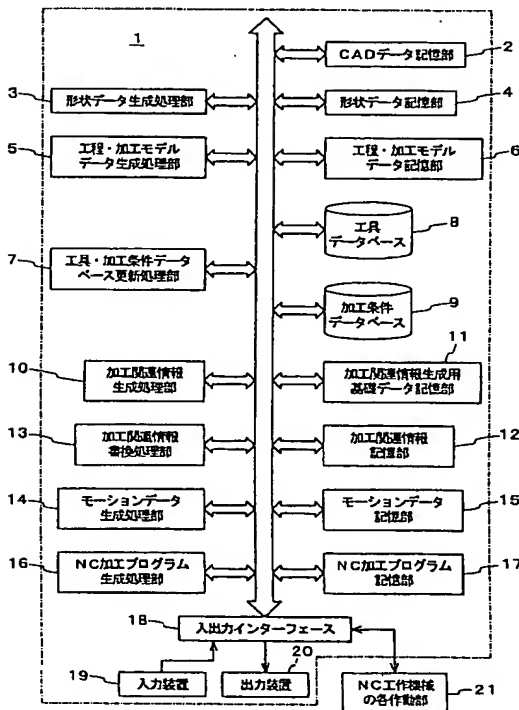 1
CADデータ記憶部
2
3
形状データ生成処理部
形状データ記憶部
4
5
工程・加工モデル
データ生成処理部
工程・加工モデル
データ記憶部
6
工具
データベース
8
7
工具・加工条件データ
ベース更新処理部
加工条件
データベース
9
10
加工関連情報
生成処理部
11
加工関連情報生成用
基礎データ記憶部
13
加工関連情報
書換処理部
加工関連情報
記憶部
12
14
モーションデータ
生成処理部
モーションデータ
記憶部
15
16
NC加工プログラム
生成処理部
NC加工プログラム
記憶部
17
18
入出力インターフェース
19
入力装置
20
出力装置
NC工作機械
の各作動部
21